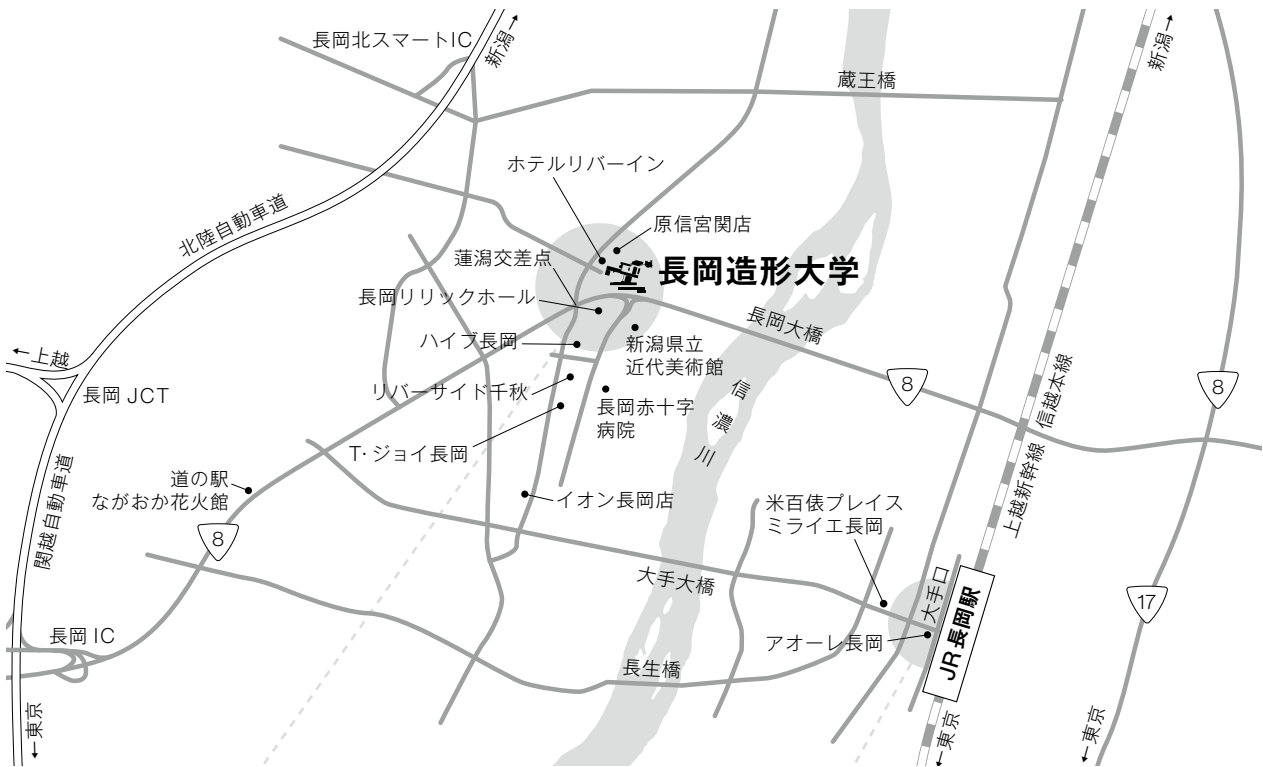 長岡北スマートIC
新潟→
新潟→
蔵王橋
ホテルリバーイン
北陸自動車道
原信宮関店
蓮潟交差点
長岡造形大学
長岡リリックホール
長岡大橋
ハイブ長岡
新潟県立
近代美術館
←上越
長岡 JCT
リバーサイド千秋
長岡赤十字
病院
信濃川
8
8
上越新幹線 信越本線
T・ジョイ長岡
関越自動車道
道の駅
ながおか花火館
イオン長岡店
米百俵プレイス
ミライエ長岡
8
大手大橋
大手口
17
JR長岡駅
長岡 IC
アオーレ長岡
長生橋
←東京
←東京
←東京